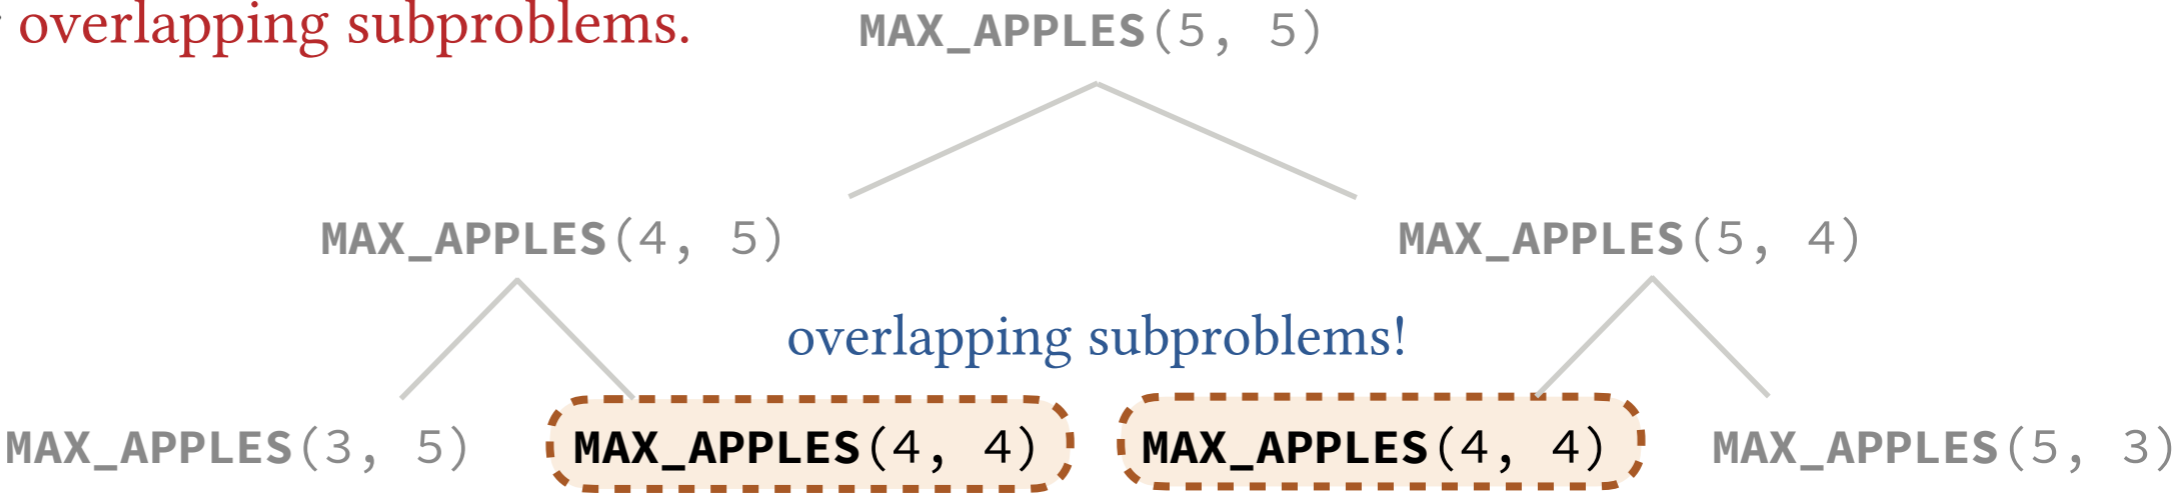 overlapping subproblems.
MAX_APPLES(5, 5)
MAX_APPLES(4, 5)
MAX_APPLES(5, 4)
overlapping subproblems!
MAX_APPLES(3, 5)
MAX_APPLES(4, 4)
MAX_APPLES(4, 4)
MAX_APPLES(5, 3)